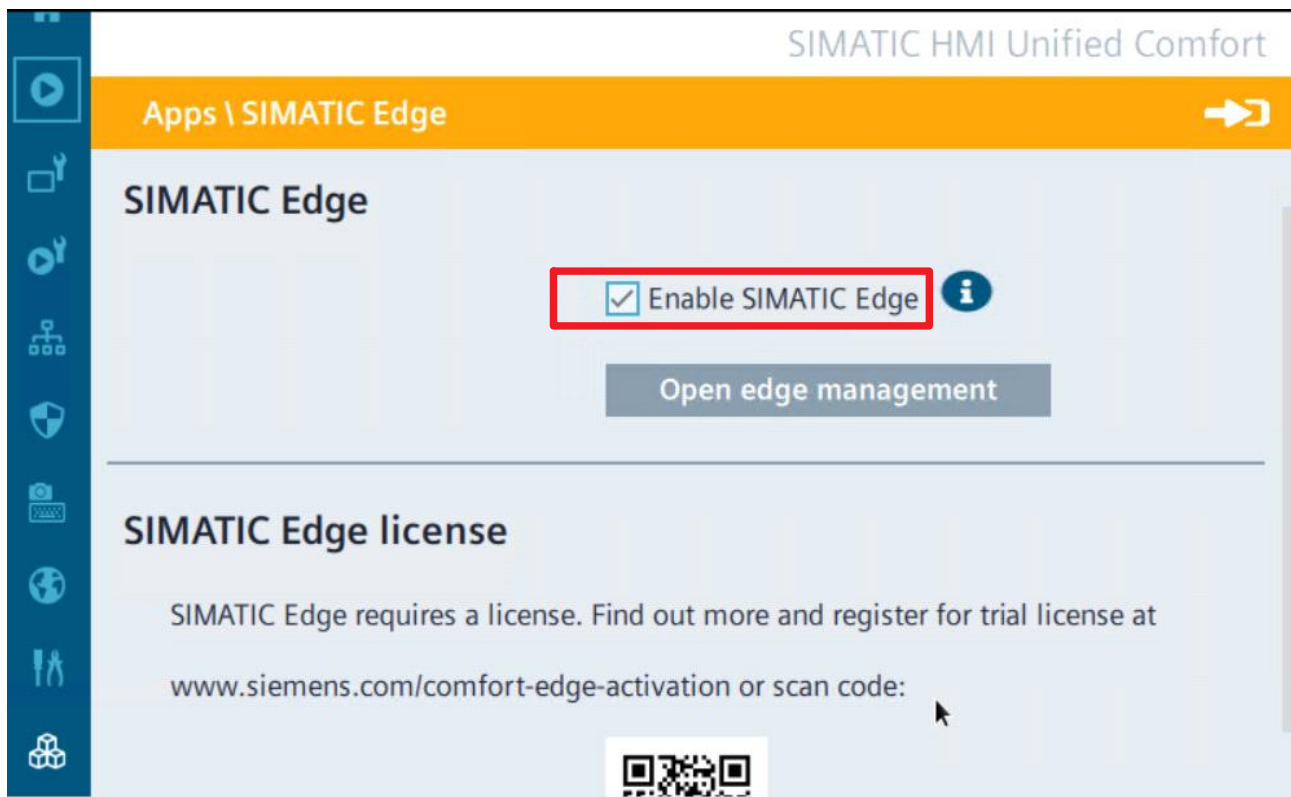 SIMATIC HMI Unified Comfort
Apps \ SIMATIC Edge
SIMATIC Edge
Enable SIMATIC Edge
Open edge management
SIMATIC Edge license
SIMATIC Edge requires a license. Find out more and register for trial license at
www.siemens.com/comfort-edge-activation or scan code: